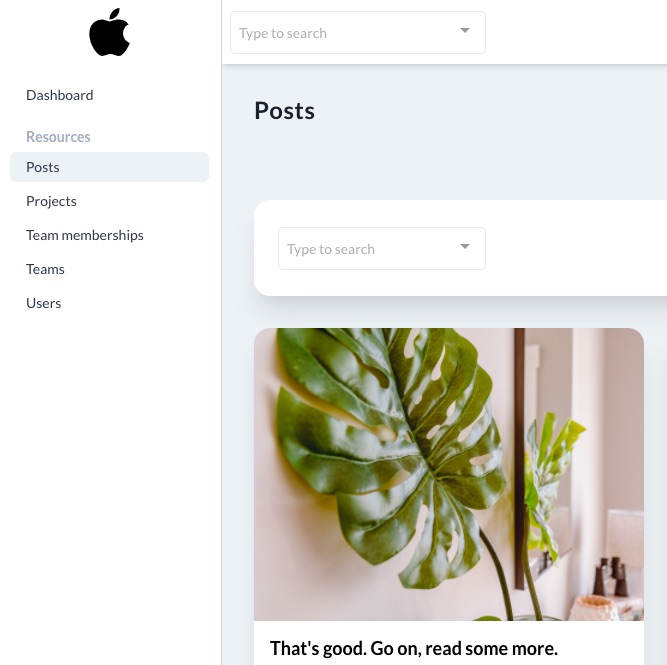 Type to search
Dashboard
Resources
Posts
Projects
Team memberships
Teams
Users
Posts
Type to search
That's good. Go on, read some more.